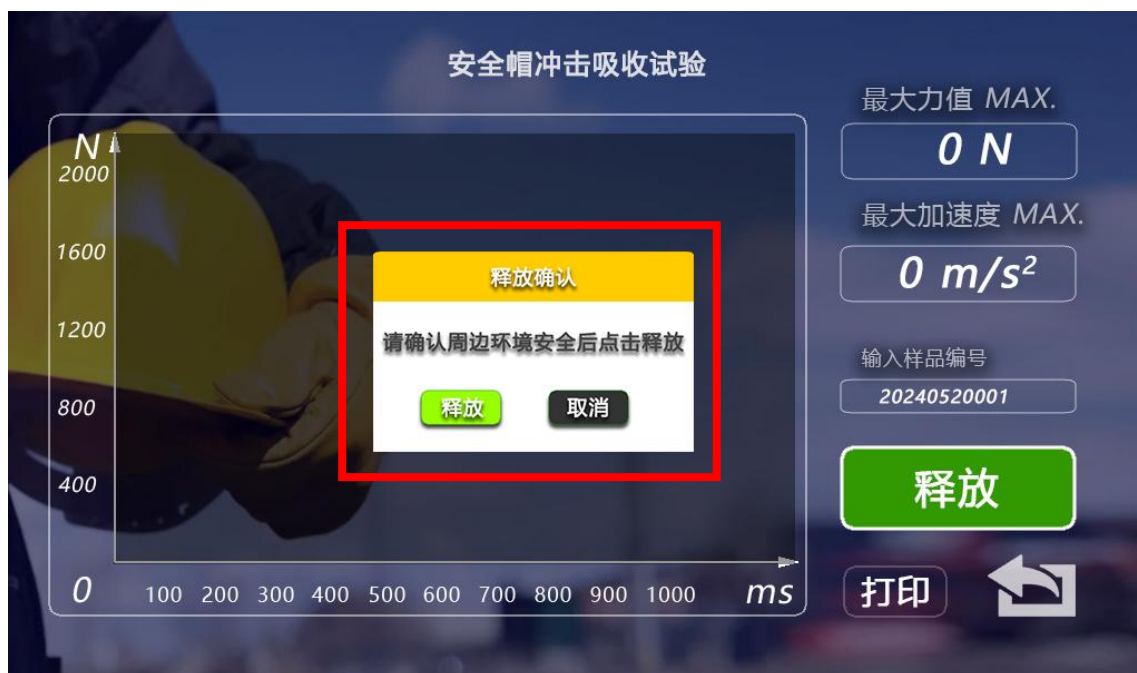 安全帽冲击吸收试验
最大力值 MAX.
0 N
最大加速度 MAX.
0 m/s²
输入样品编号
20240520001
释放
打印
N
2000
1600
1200
800
400
0
100 200 300 400 500 600 700 800 900 1000 ms
释放确认
请确认周边环境安全后点击释放
释放 取消